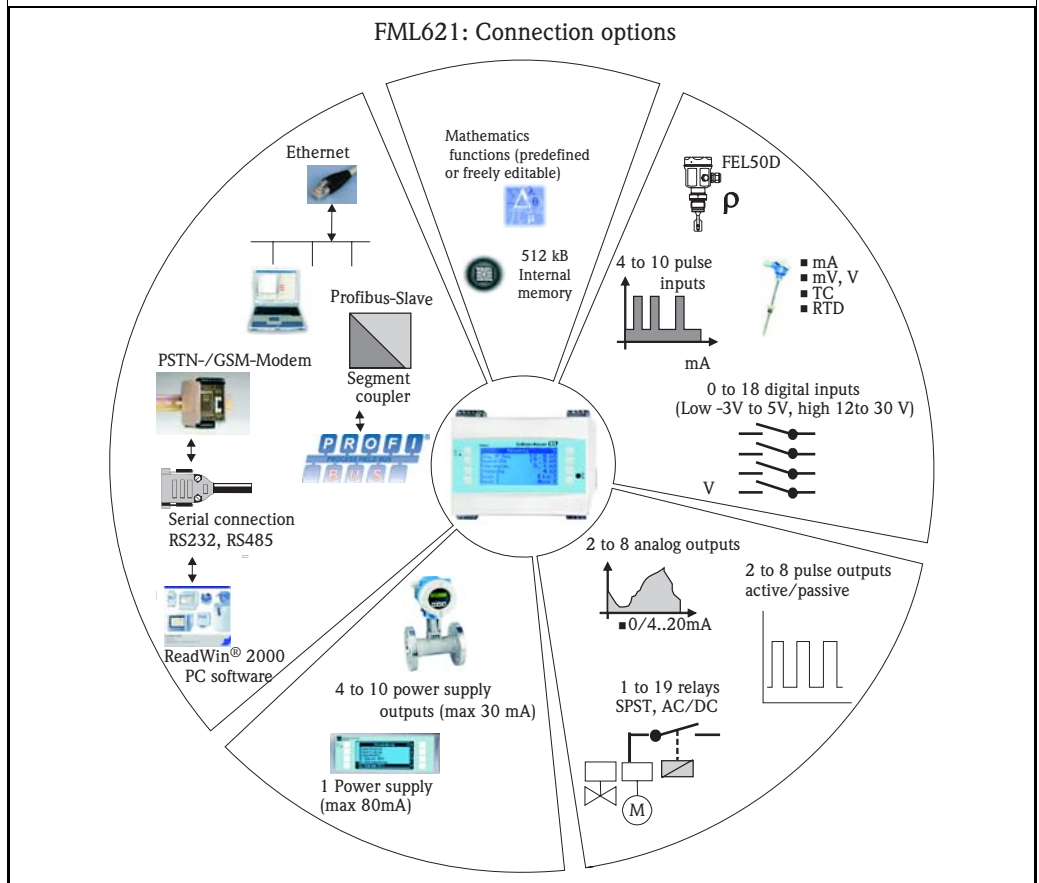 FML621: Connection options
Mathematics
functions (predefined
or freely editable)
512 kB
Internal
memory
Ethernet
Profibus-Slave
Segment
coupler
PROFI®
PROCESS FIELD BUS
BUS
PSTN-/GSM-Modem
Serial connection
RS232, RS485
ReadWin® 2000
PC software
FEL50D
ρ
4 to 10 pulse
inputs
mA
■ mA
■ mV, V
■ TC
■ RTD
0 to 18 digital inputs
(Low -3V to 5V, high 12to 30 V)
V
2 to 8 analog outputs
■ 0/4..20mA
2 to 8 pulse outputs
active/passive
1 to 19 relays
SPST, AC/DC
M
4 to 10 power supply
outputs (max 30 mA)
1 Power supply
(max 80mA)